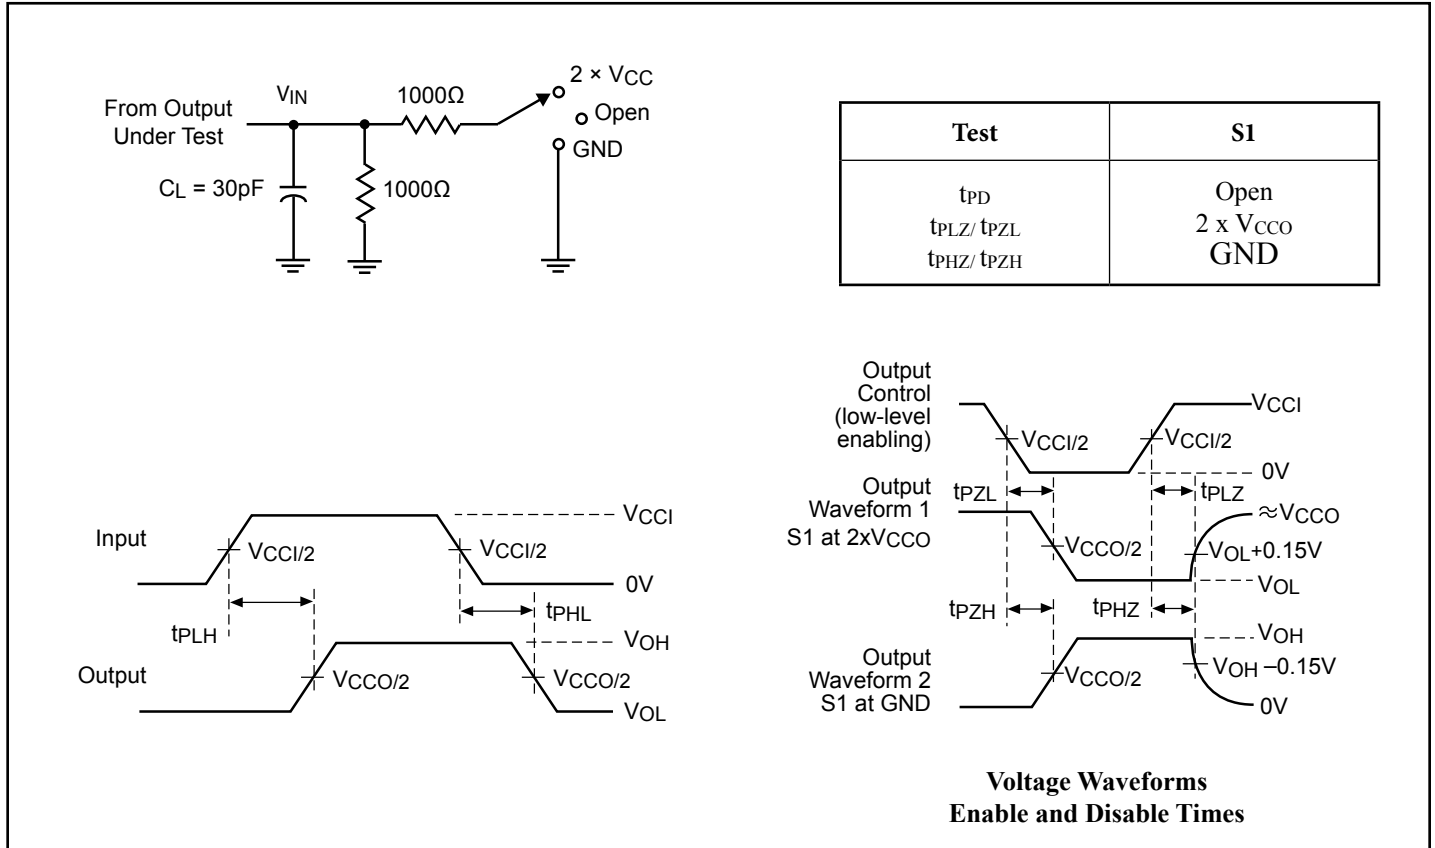 2 × VCC
VIN
1000Ω
From Output
Under Test
Open
GND
CL = 30pF
1000Ω
Test
S1
tPD
Open
tPLZ/ tPZL
2 x VCCO
tPHZ/ tPZH
GND
Input
VCCI
VCCI/2
VCCI/2
0V
tPLH
tPHL
Output
VOH
VCCO/2
VCCO/2
VOL
Output
Control
(low-level
enabling)
VCCI
VCCI/2
VCCI/2
0V
Output
Waveform 1
S1 at 2xVCCO
tPZL
tPLZ
≈VCCO
VCCO/2
VOL+0.15V
VOL
tPZH
tPHZ
VOH
Output
Waveform 2
S1 at GND
VCCO/2
VOH –0.15V
0V
Voltage Waveforms
Enable and Disable Times